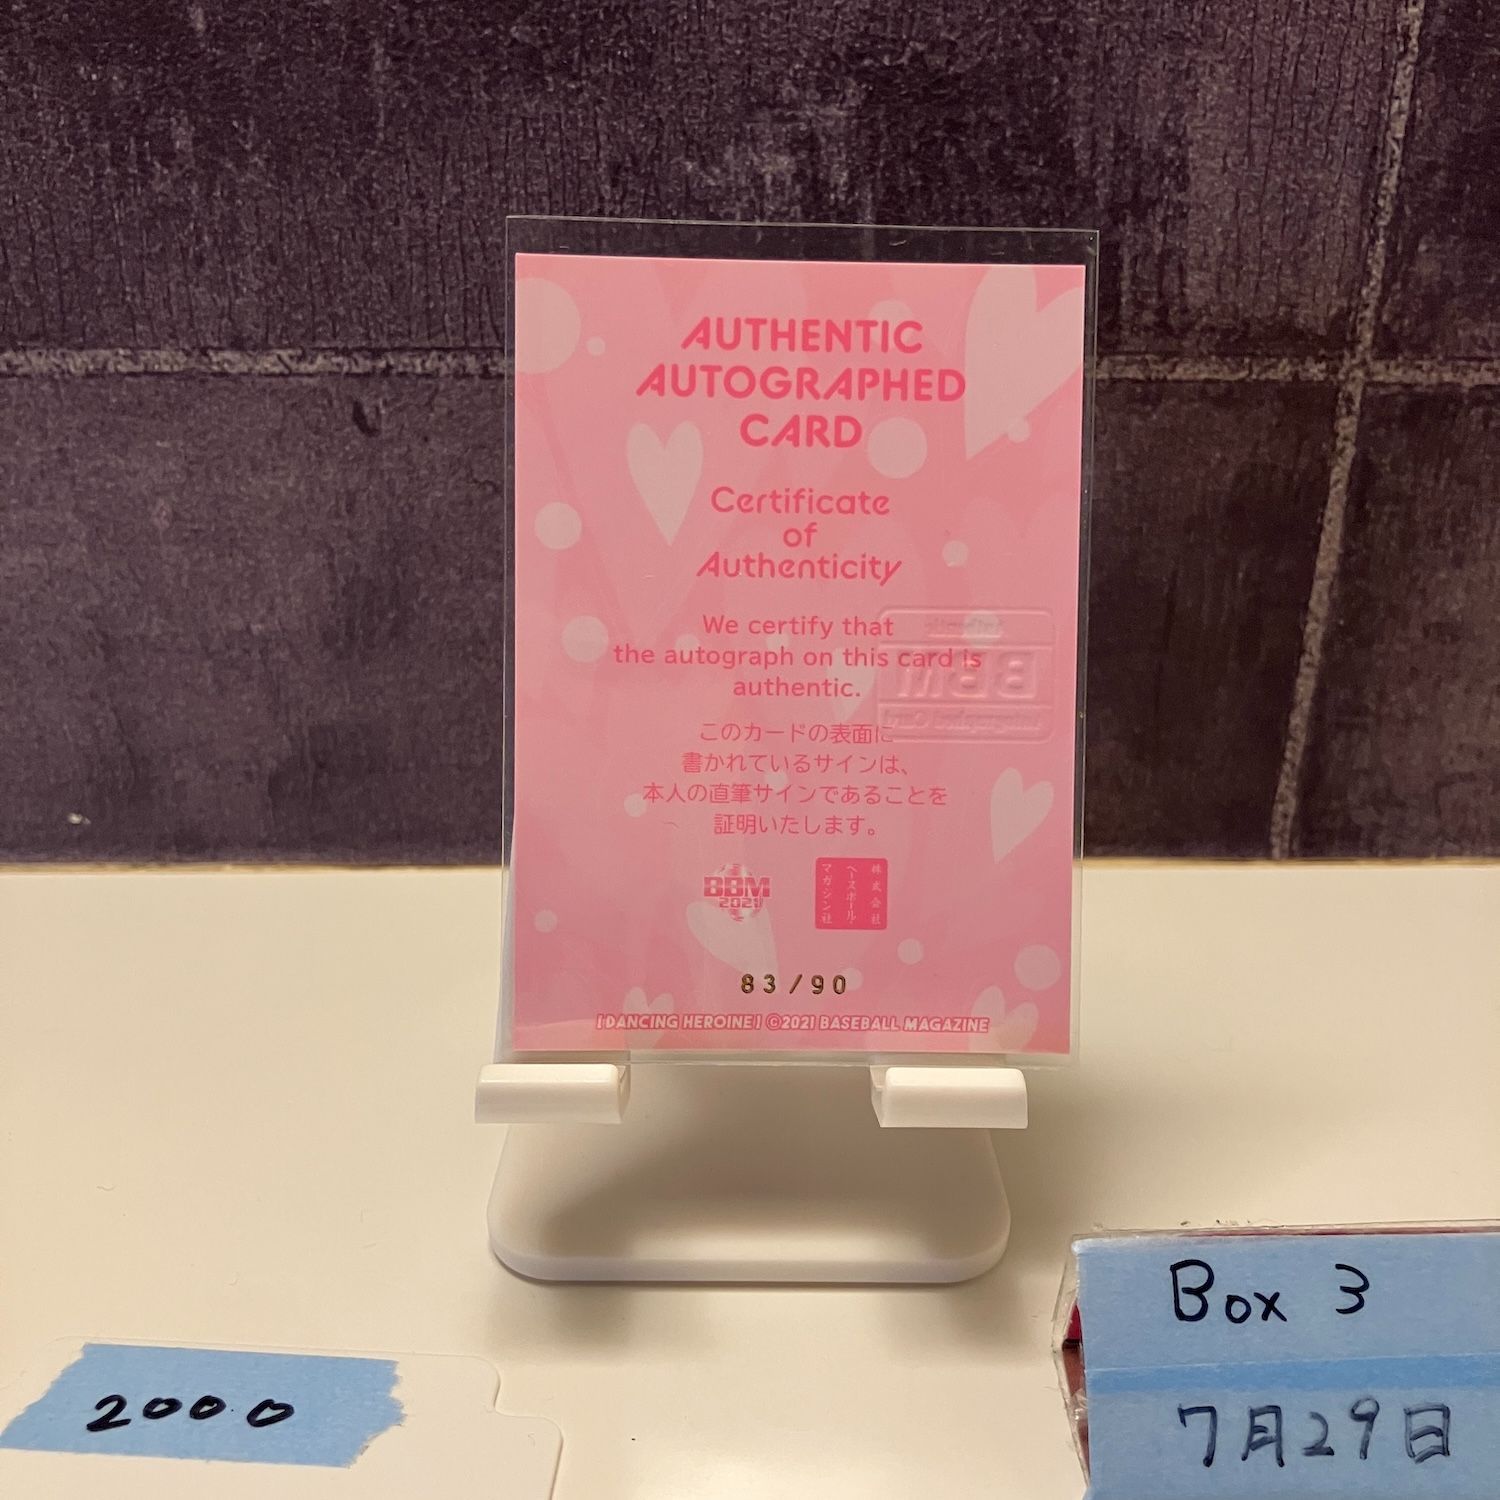 AUTHENTIC
AUTOGRAPHED
CARD
Certificate
of
Authenticity
We certify that
the autograph on this card is
authentic.
このカードの表面に
書かれているサインは、
本人の直筆サインであることを
証明いたします。
BBM
2021
株式会社
ベースボール・
マガジン社
83/90
DANCING HEROINE ©2021 BASEBALL MAGAZINE
Authentic
BBM
Autographed Card
2000
Box 3
7月29日